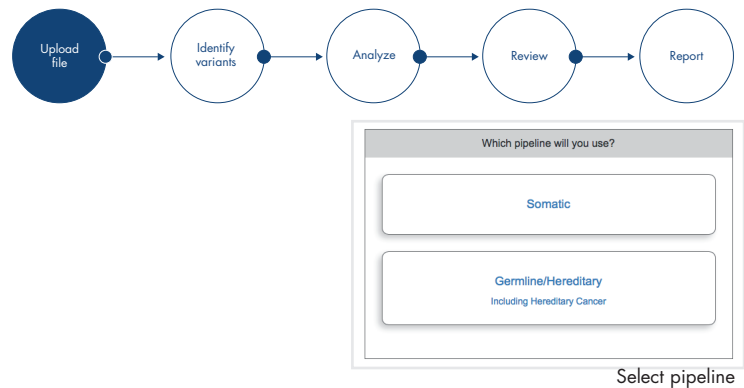 Upload
file
Identify
variants
Analyze
Review
Report
Which pipeline will you use?
Somatic
Germline/Hereditary
Including Hereditary Cancer
Select pipeline